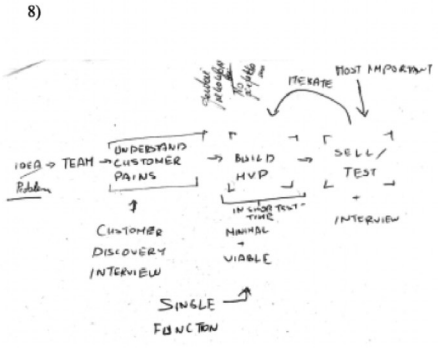 8)
MOST IMPORTANT
ITERATE
IDEA → TEAM →
Problem
UNDERSTAND
CUSTOMER
PAINS
→ BUILD
MVP
→ SELL/
TEST
+
INTERVIEW
CUSTOMER
DISCOVERY
INTERVIEW
IN SHORTEST
TIME
MINIMAL
+
VIABLE
SINGLE
FUNCTION